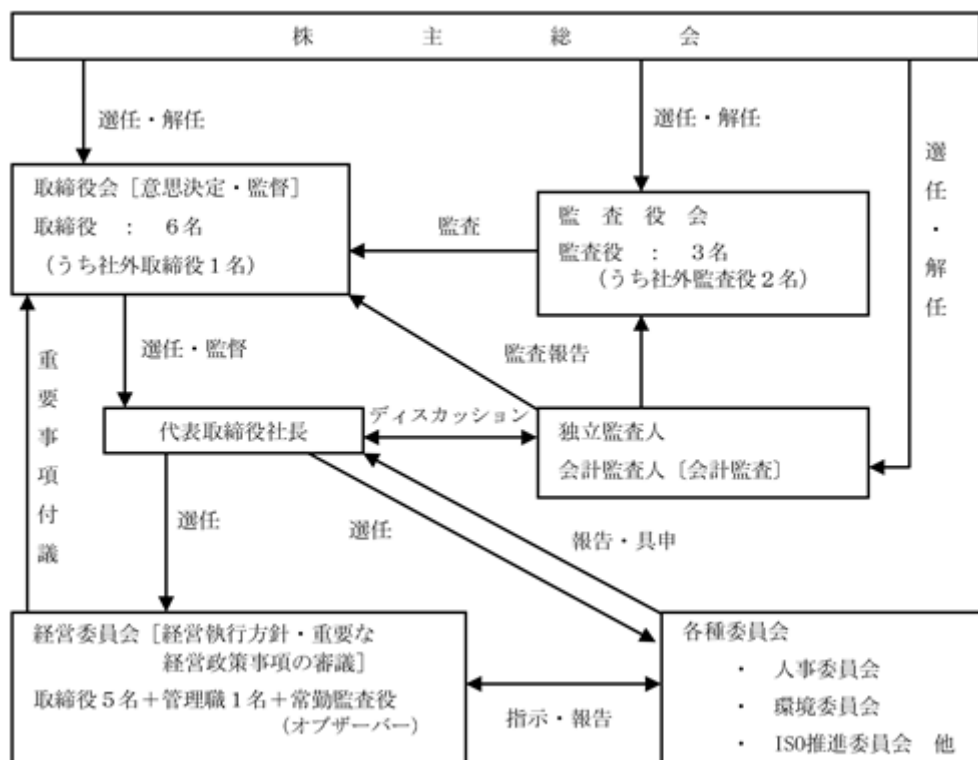 株主総会
選任・解任
選任・解任
選任・解任
取締役会[意思決定・監督]
取締役 : 6名
(うち社外取締役1名)
監査
監査役会
監査役 : 3名
(うち社外監査役2名)
重要事項付議
選任・監督
監査報告
代表取締役社長
ディスカッション
独立監査人
会計監査人[会計監査]
選任
選任
報告・具申
経営委員会[経営執行方針・重要な
経営政策事項の審議]
取締役5名+管理職1名+常勤監査役
(オブザーバー)
指示・報告
各種委員会
・ 人事委員会
・ 環境委員会
・ ISO推進委員会 他